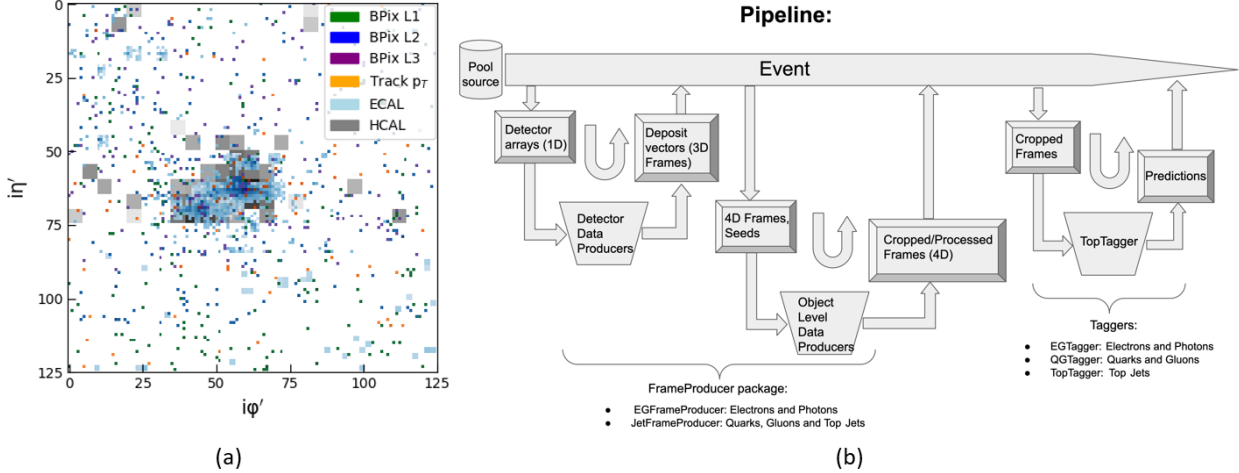 0
25
50
75
100
125
iη′
0
25
50
75
100
125
iφ′
BPix L1
BPix L2
BPix L3
Track pT
ECAL
HCAL
(a)
Pipeline:
Pool
source
Event
Detector
arrays (1D)
Deposit
vectors (3D
Frames)
Detector
Data
Producers
4D Frames,
Seeds
Cropped/Processed
Frames (4D)
Object
Level
Data
Producers
Cropped
Frames
Predictions
TopTagger
FrameProducer package:
● EGFrameProducer: Electrons and Photons
● JetFrameProducer: Quarks, Gluons and Top Jets
Taggers:
● EGTagger: Electrons and Photons
● QGTagger: Quarks and Gluons
● TopTagger: Top Jets
(b)